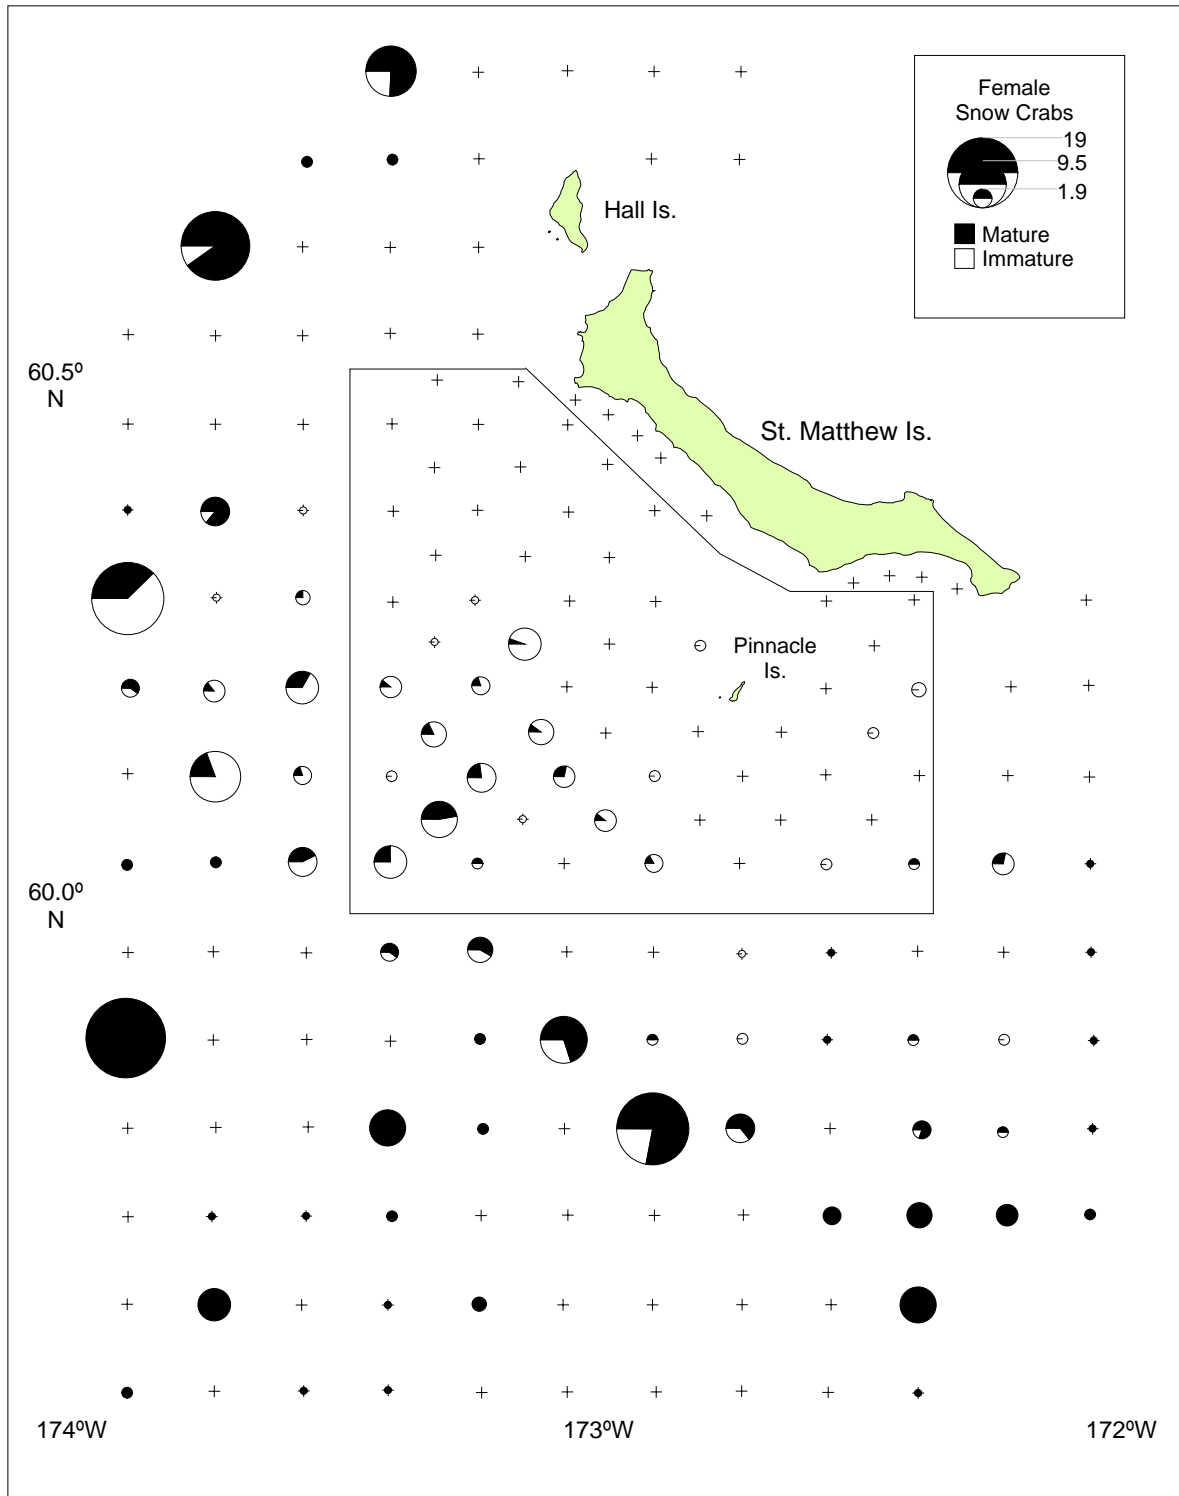 Female
Snow Crabs
19
9.5
1.9
Mature
Immature
Hall Is.
60.5º
N
St. Matthew Is.
Pinnacle
Is.
60.0º
N
174ºW
173ºW
172ºW